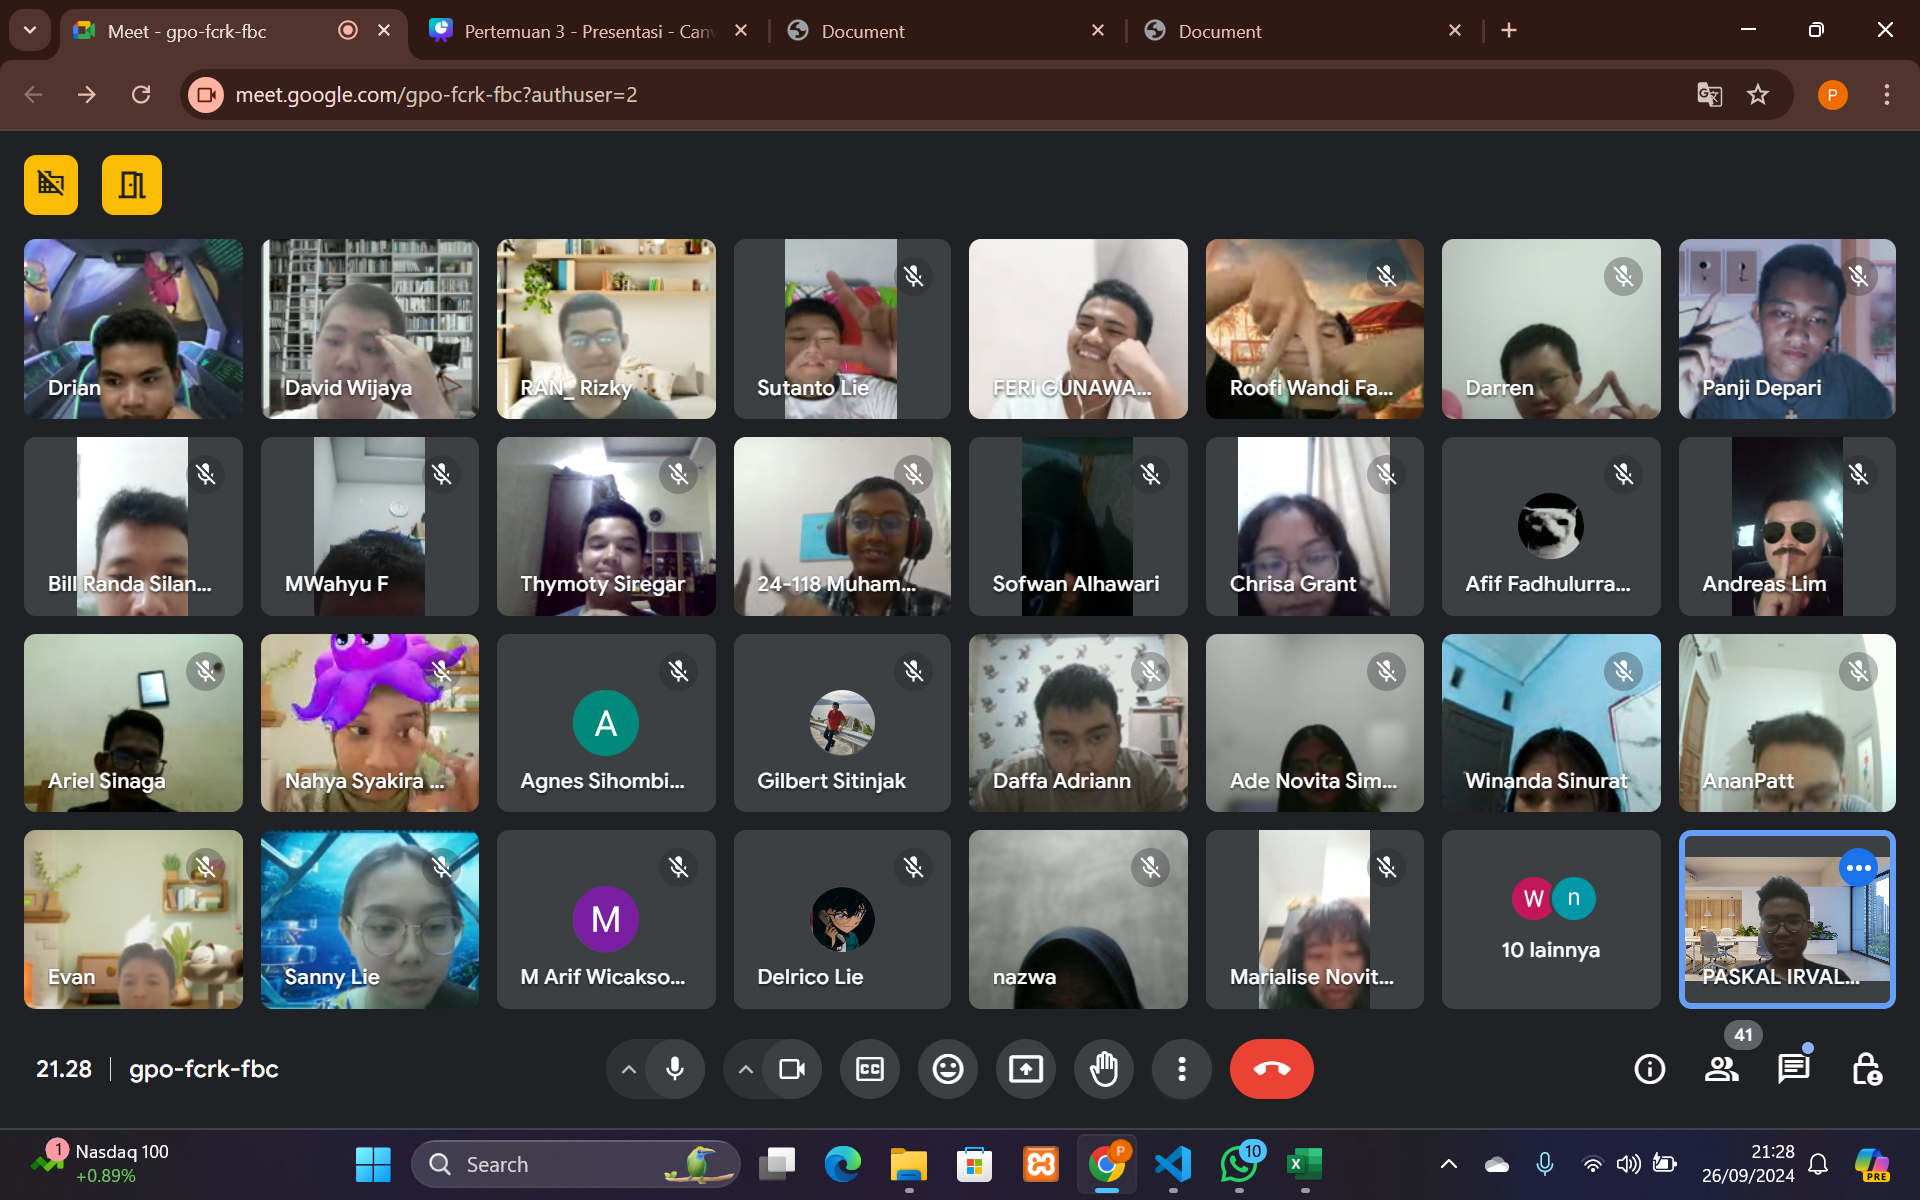 Meet - gpo-fcrk-fbc
Pertemuan 3 - Presentasi - Canv
Document
Document
meet.google.com/gpo-fcrk-fbc?authuser=2
P
Drian
David Wijaya
RAN_ Rizky
Sutanto Lie
FERI GUNAWA...
Roofi Wandi Fa...
Darren
Panji Depari
Bill Randa Silan...
MWahyu F
Thymoty Siregar
24-118 Muham...
Sofwan Alhawari
Chrisa Grant
Afif Fadhulurra...
Andreas Lim
A
Ariel Sinaga
Nahya Syakira ...
Agnes Sihombi...
Gilbert Sitinjak
Daffa Adriann
Ade Novita Sim...
Winanda Sinurat
AnanPatt
M
W n
10 lainnya
Evan
Sanny Lie
M Arif Wicakso...
Delrico Lie
nazwa
Marialise Novit...
PASKAL IRVAL...
41
21.28 | gpo-fcrk-fbc
1
Nasdaq 100
+0.89%
Search
P
10
21:28
26/09/2024
PRE